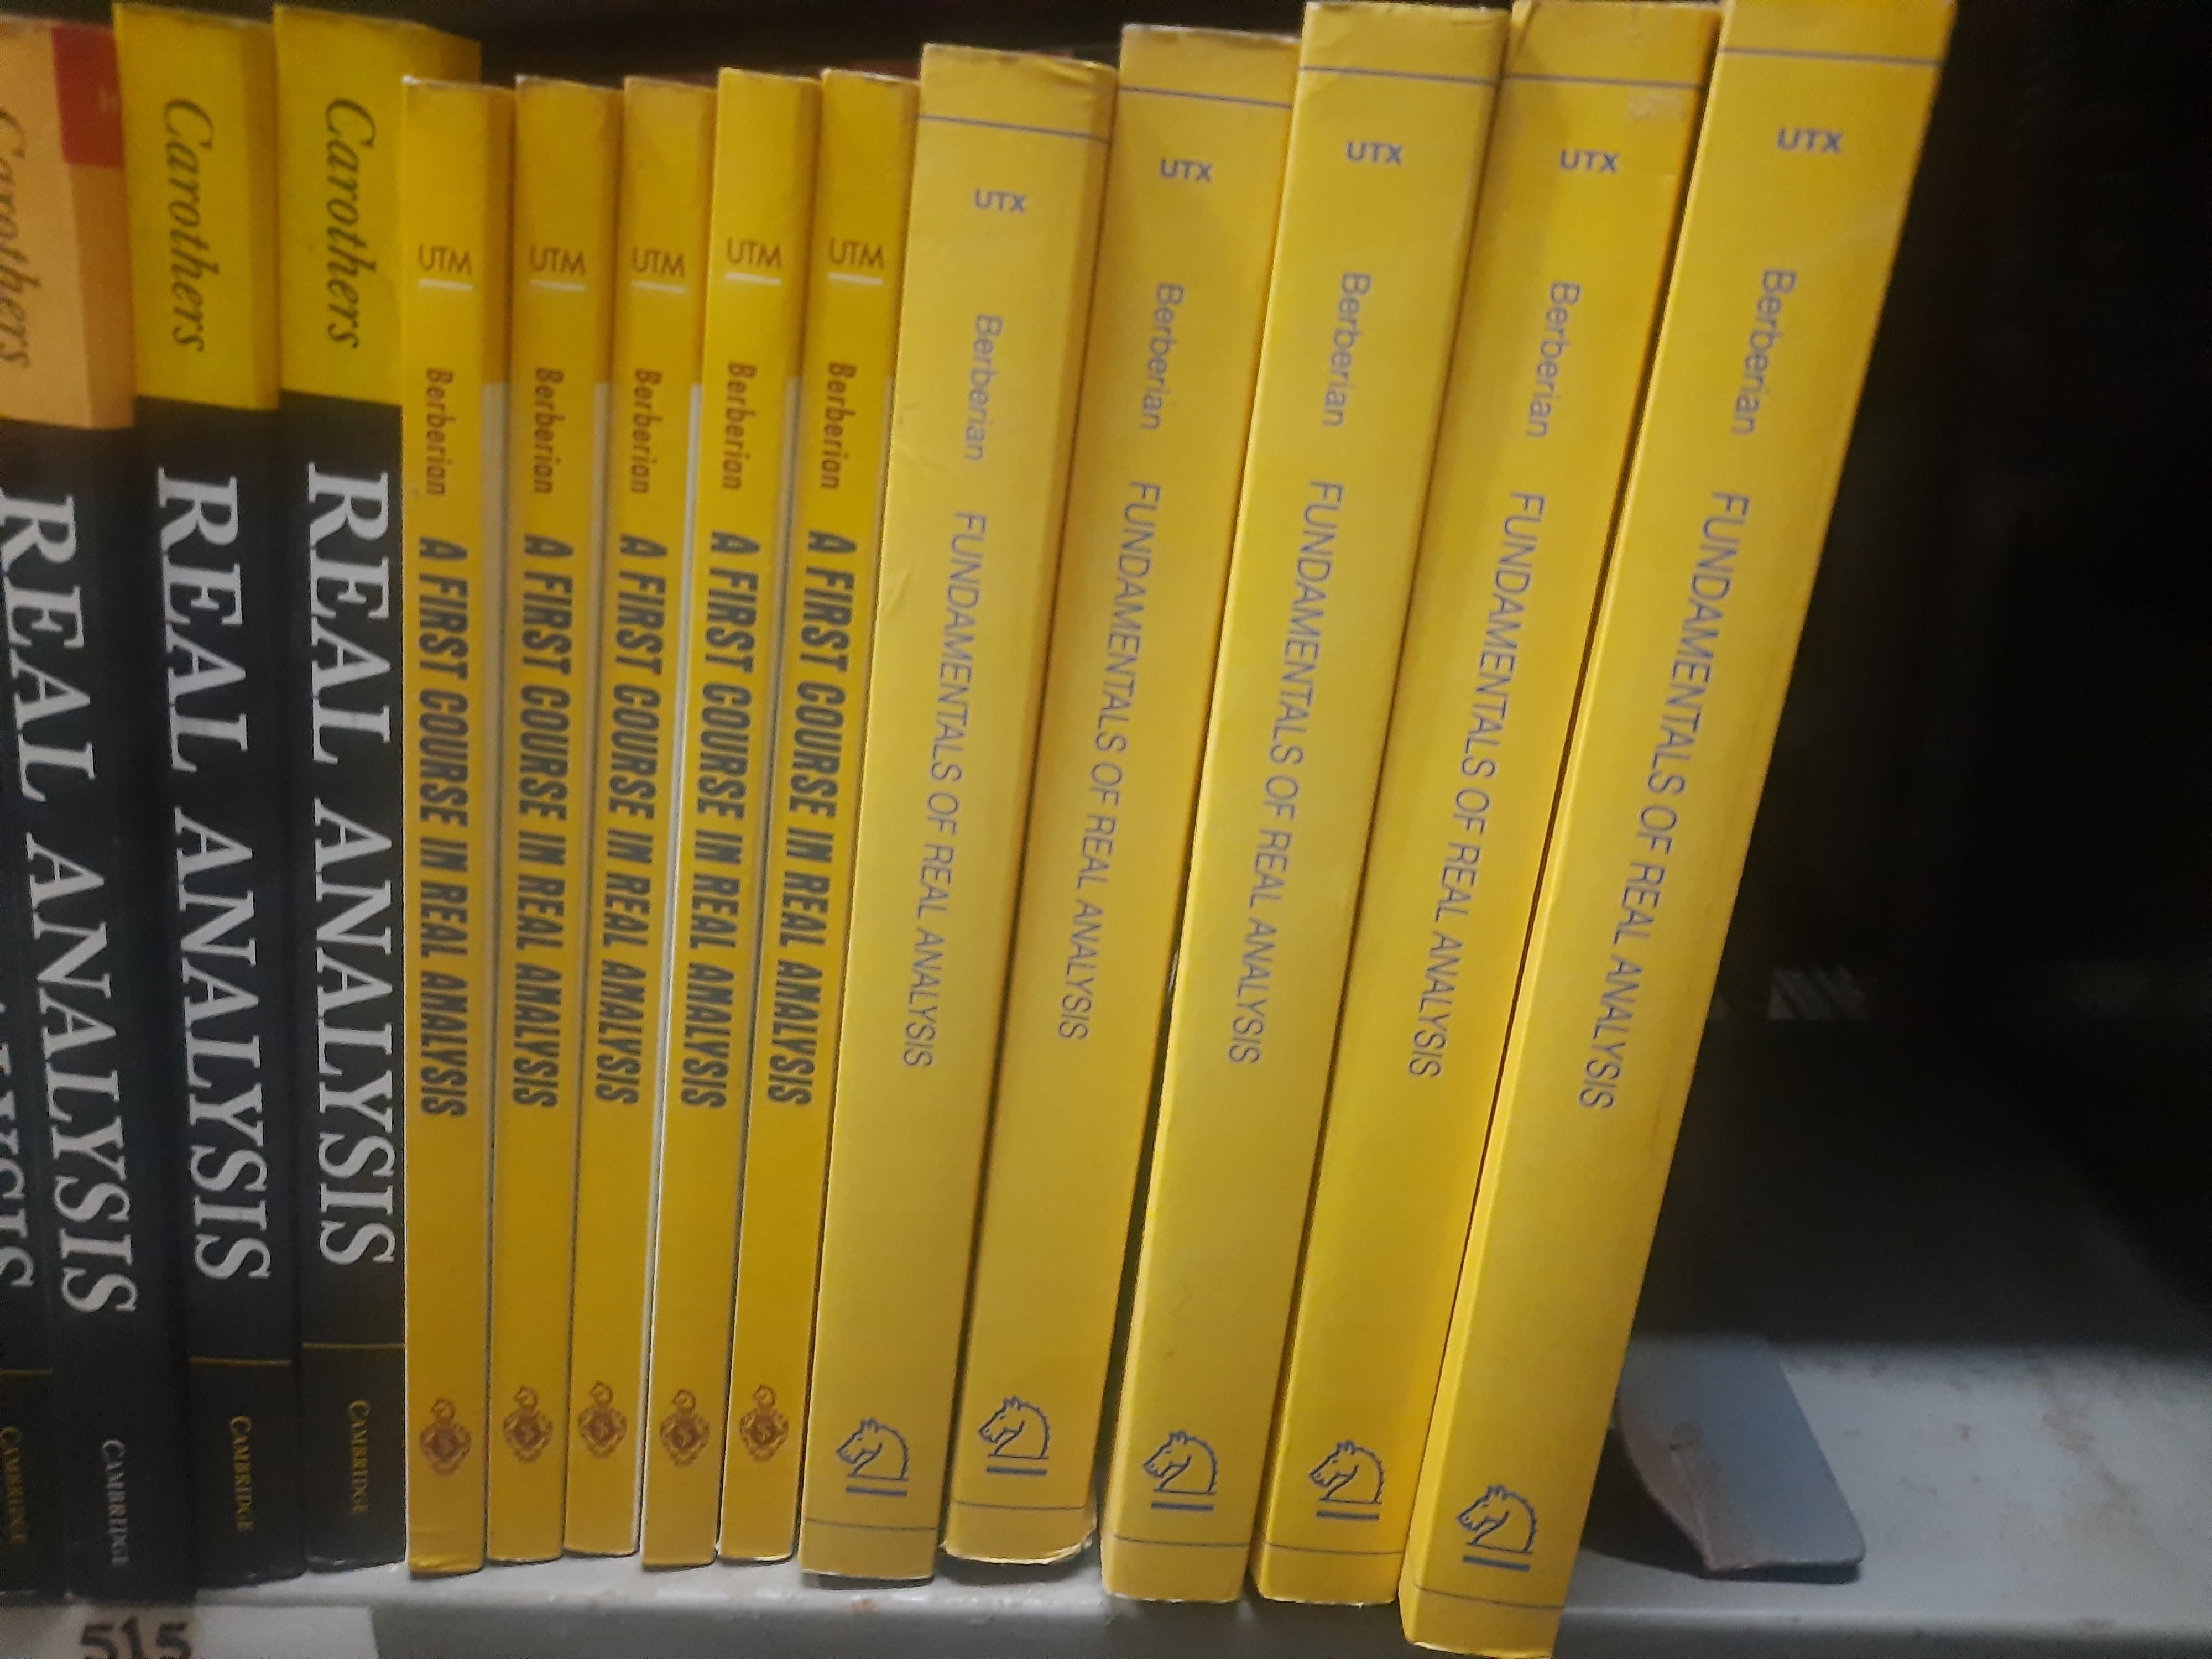 REAL ANALYSIS
CAMBRIDGE
Carothers
REAL ANALYSIS
CAMBRIDGE
Carothers
REAL ANALYSIS
CAMBRIDGE
Carothers
REAL ANALYSIS
CAMBRIDGE
UTM
Berberian
A FIRST COURSE IN REAL ANALYSIS
UTM
Berberian
A FIRST COURSE IN REAL ANALYSIS
UTM
Berberian
A FIRST COURSE IN REAL ANALYSIS
UTM
Berberian
A FIRST COURSE IN REAL ANALYSIS
UTM
Berberian
A FIRST COURSE IN REAL ANALYSIS
UTX
Berberian
FUNDAMENTALS OF REAL ANALYSIS
UTX
Berberian
FUNDAMENTALS OF REAL ANALYSIS
UTX
Berberian
FUNDAMENTALS OF REAL ANALYSIS
UTX
Berberian
FUNDAMENTALS OF REAL ANALYSIS
UTX
Berberian
FUNDAMENTALS OF REAL ANALYSIS
515